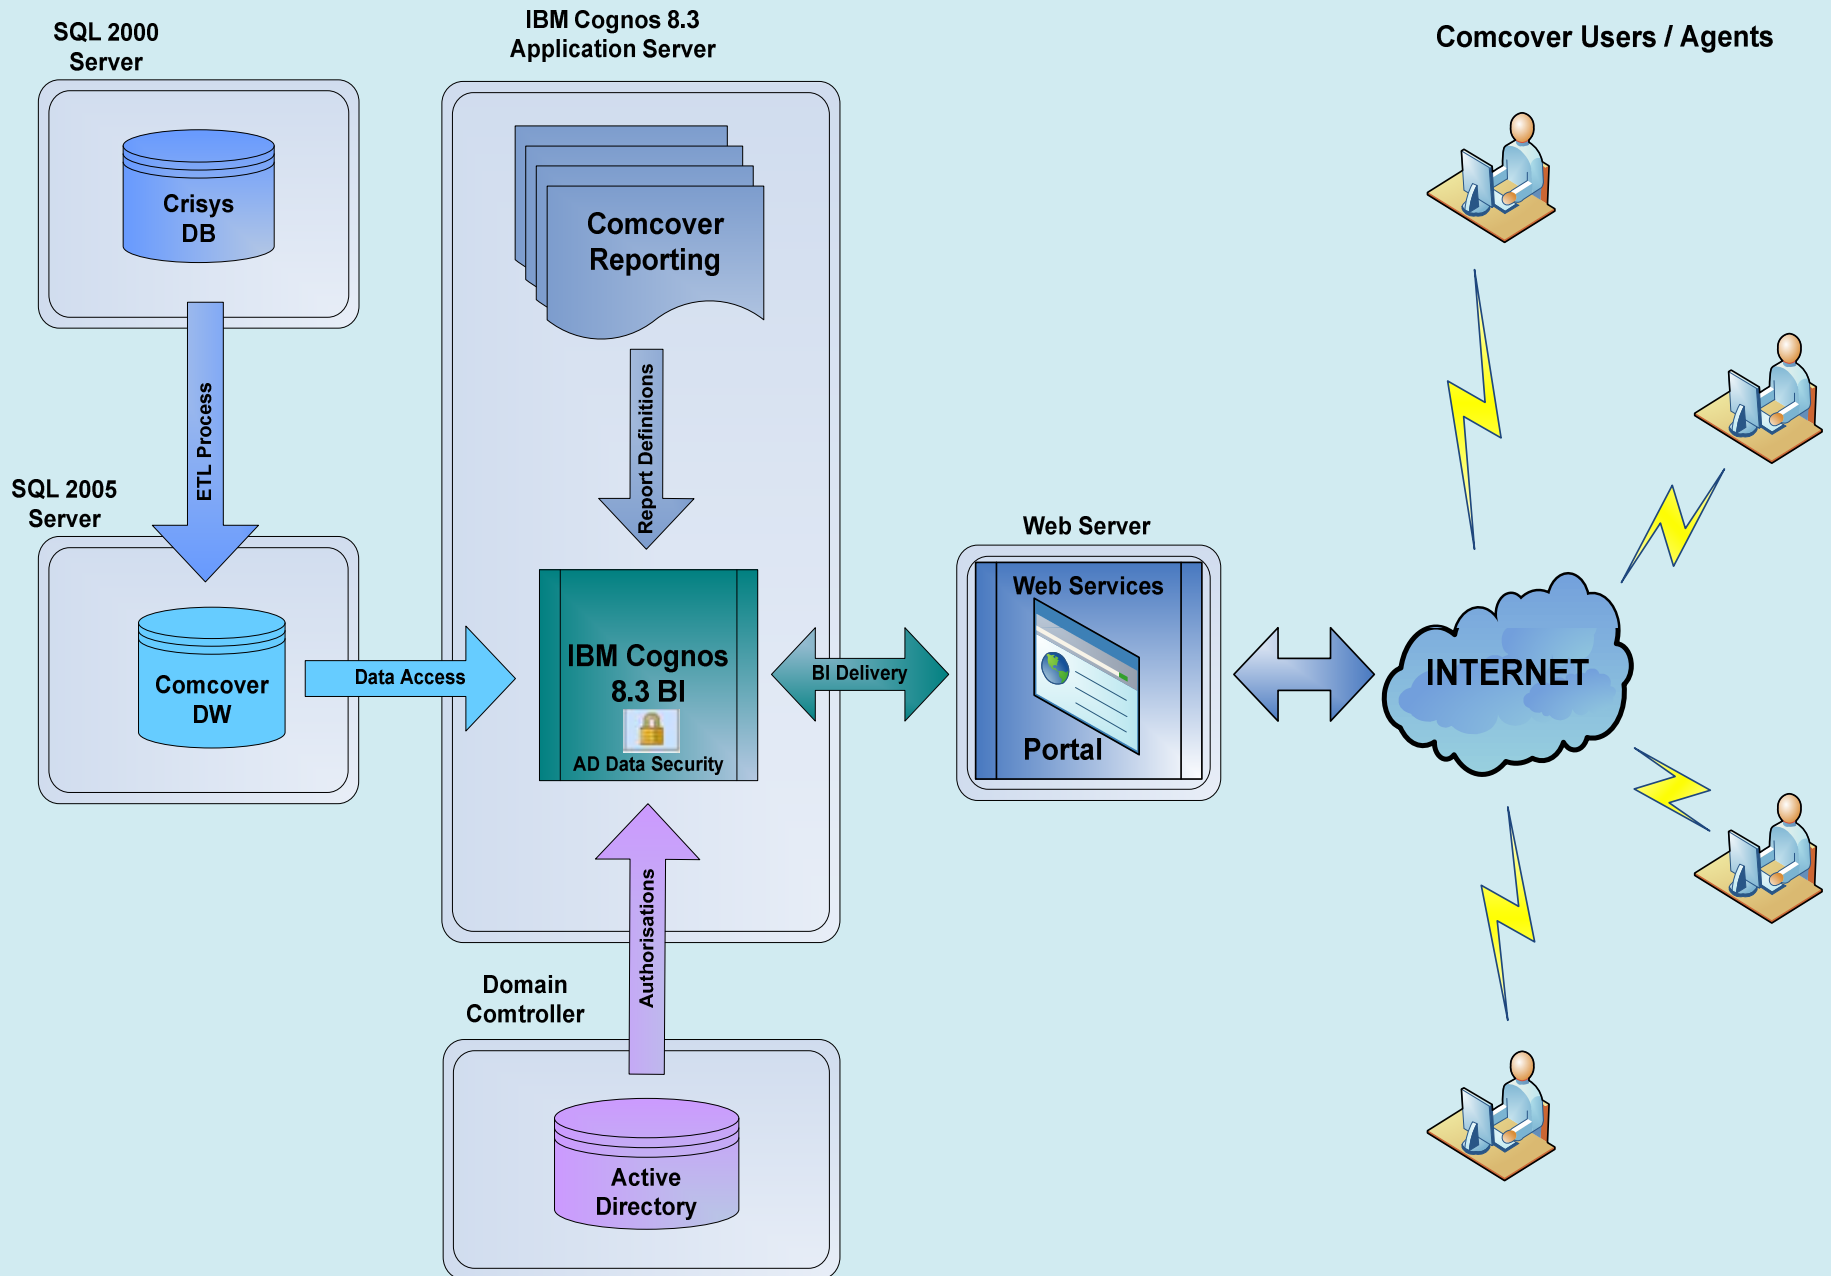 SQL 2000
Server
Crisys
DB
ETL Process
SQL 2005
Server
Comcover
DW
Data Access
IBM Cognos 8.3
Application Server
Comcover
Reporting
Report Definitions
IBM Cognos
8.3 BI
AD Data Security
Authorisations
Domain
Comtroller
Active
Directory
BI Delivery
Web Server
Web Services
Portal
INTERNET
Comcover Users / Agents